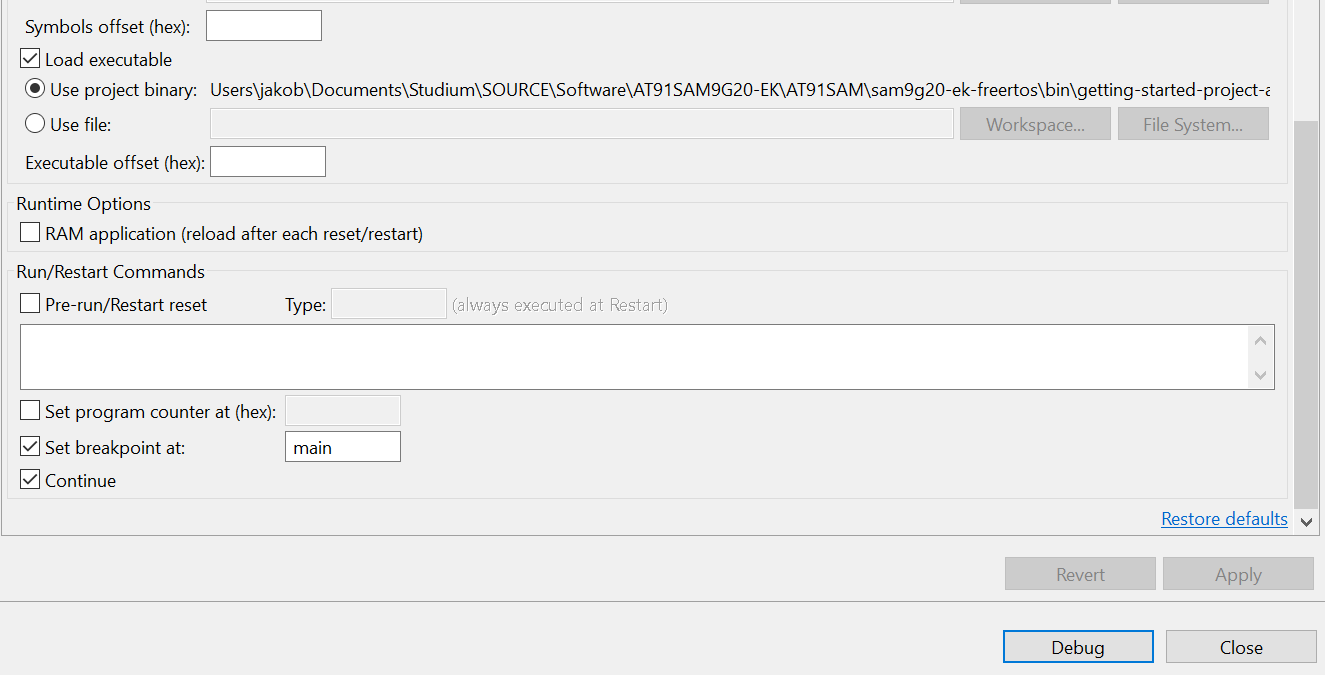 Symbols offset (hex):
Load executable
Use project binary: Users\jakob\Documents\Studium\SOURCE\Software\AT91SAM9G20-EK\AT91SAM\sam9g20-ek-freertos\bin\getting-started-project-a
Use file: Workspace... File System...
Executable offset (hex):
Runtime Options
RAM application (reload after each reset/restart)
Run/Restart Commands
Pre-run/Restart reset Type: (always executed at Restart)
Set program counter at (hex):
Set breakpoint at: main
Continue
Restore defaults
Revert Apply
Debug Close